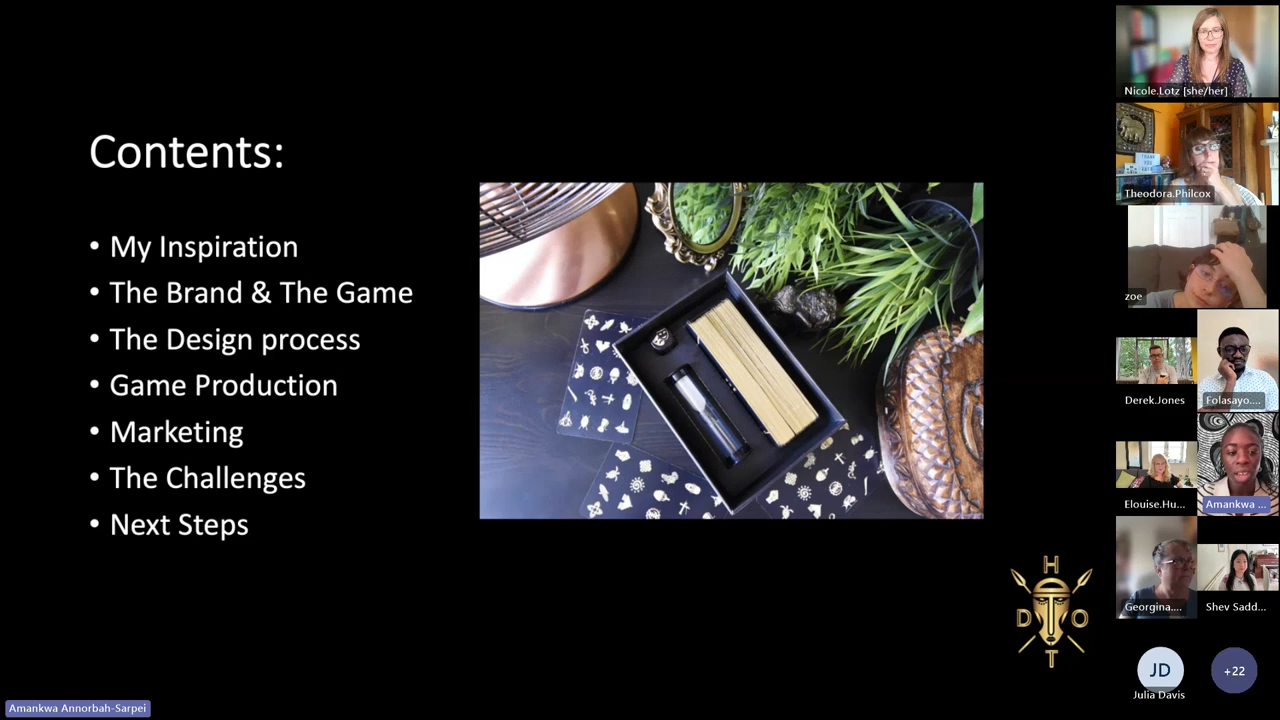 Contents:
• My Inspiration
• The Brand & The Game
• The Design process
• Game Production
• Marketing
• The Challenges
• Next Steps
H
D O
T
Amankwa Annorbah-Sarpei
Nicole.Lotz [she/her]
THANK
YOU
Theodora.Philcox
zoe
Derek.Jones
Folasayo....
Elouise.Hu...
Amankwa ...
Georgina....
Shev Sadd...
JD
Julia Davis
+22